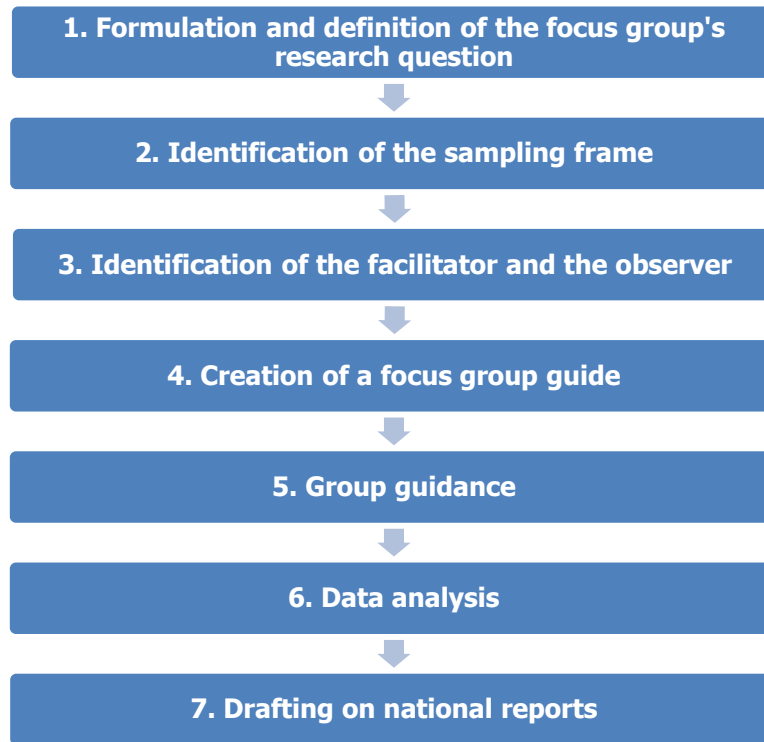 1. Formulation and definition of the focus group's
research question
2. Identification of the sampling frame
3. Identification of the facilitator and the observer
4. Creation of a focus group guide
5. Group guidance
6. Data analysis
7. Drafting on national reports